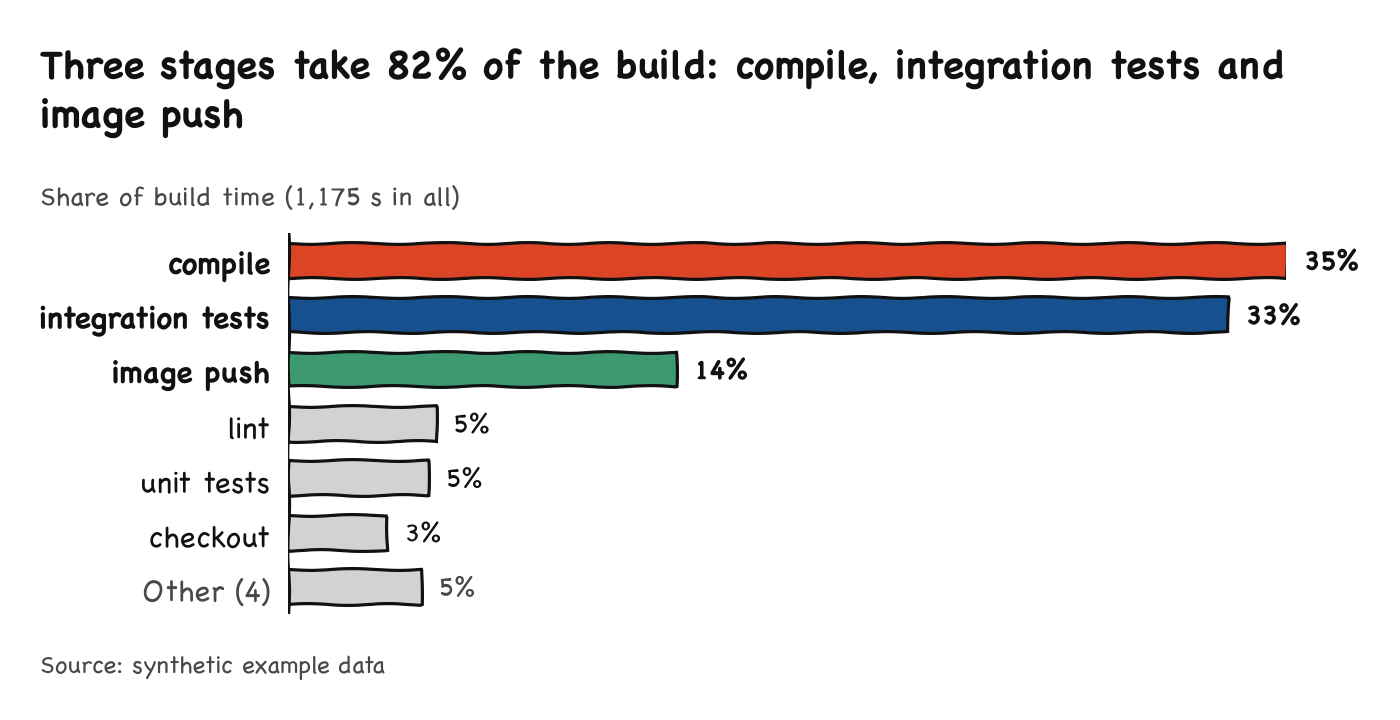 Three stages take 82% of the build: compile, integration tests and
image push
Share of build time (1,175 s in all)
compile 35%
integration tests 33%
image push 14%
lint 5%
unit tests 5%
checkout 3%
Other (4) 5%
Source: synthetic example data